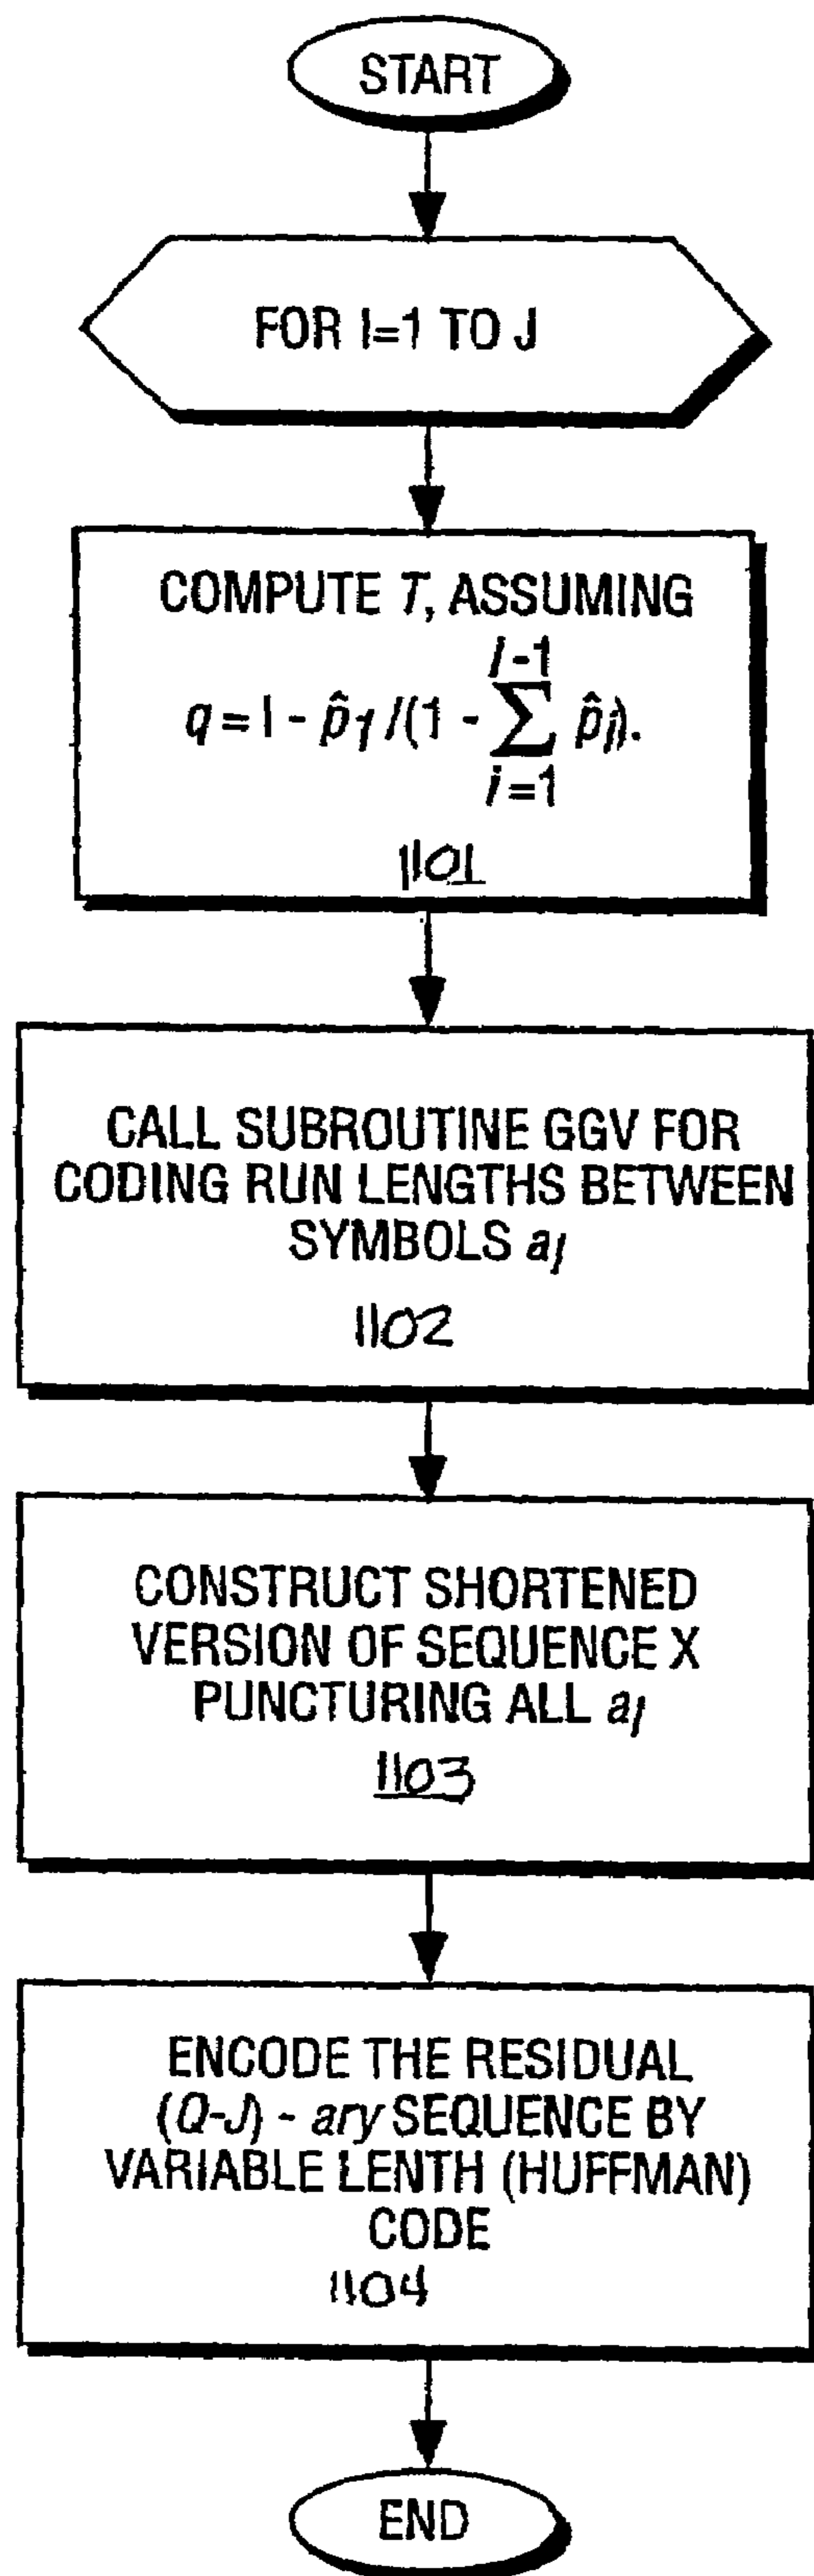 START
FOR I=1 TO J
COMPUTE T, ASSUMING
I-1
q = 1 - p̂1 /(1 - ∑ p̂i).
i=1
1101
CALL SUBROUTINE GGV FOR
CODING RUN LENGTHS BETWEEN
SYMBOLS aI
1102
CONSTRUCT SHORTENED
VERSION OF SEQUENCE X
PUNCTURING ALL aI
1103
ENCODE THE RESIDUAL
(Q-J) - ary SEQUENCE BY
VARIABLE LENTH (HUFFMAN)
CODE
1104
END